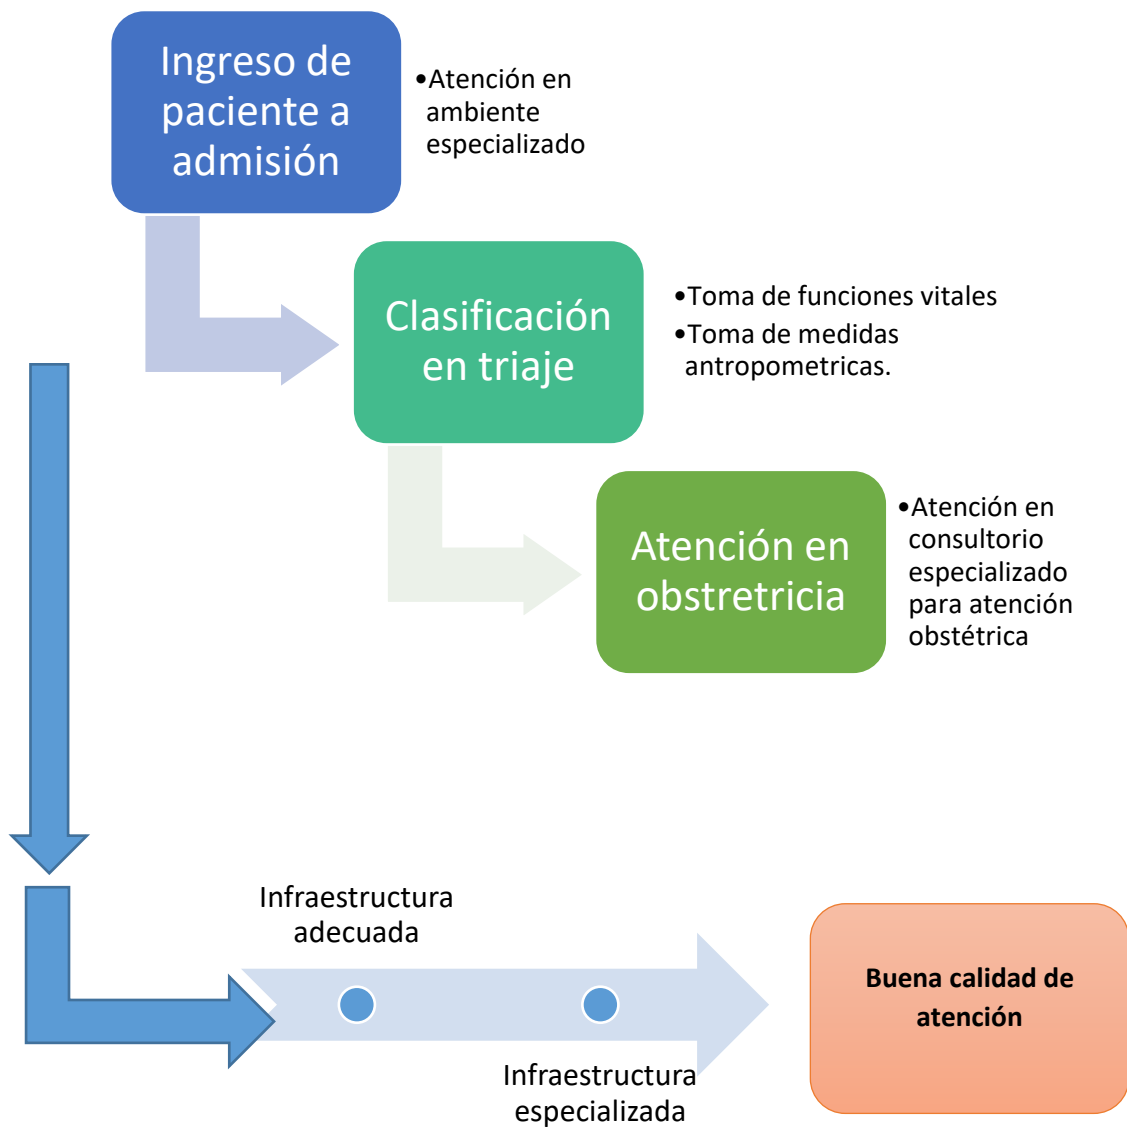 Ingreso de
paciente a
admisión
•Atención en
ambiente
especializado
Clasificación
en triaje
•Toma de funciones vitales
•Toma de medidas
antropometricas.
Atención en
obstretricia
•Atención en
consultorio
especializado
para atención
obstétrica
Infraestructura
adecuada
Infraestructura
especializada
Buena calidad de
atención